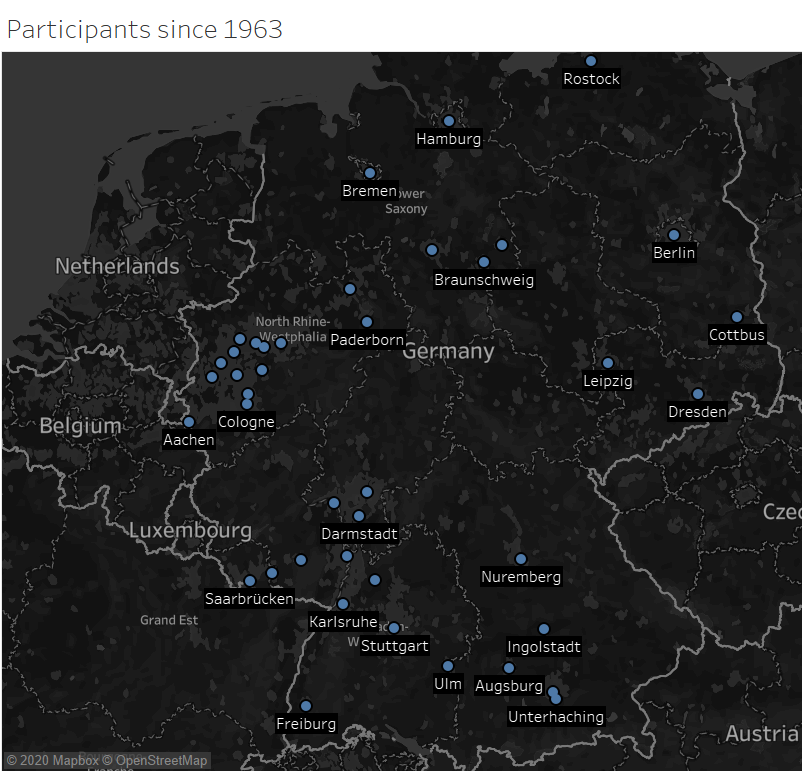 Participants since 1963
Rostock
Hamburg
Bremen
ower
Saxony
Berlin
Netherlands
Braunschweig
North Rhine-
Westphalia
Paderborn
Germany
Cottbus
Leipzig
Dresden
Belgium
Cologne
Aachen
Czec
Luxembourg
Darmstadt
Nuremberg
Saarbrücken
Grand Est
Karlsruhe
Stuttgart
Ingolstadt
Ulm
Augsburg
Freiburg
Unterhaching
Austria
© 2020 Mapbox © OpenStreetMap